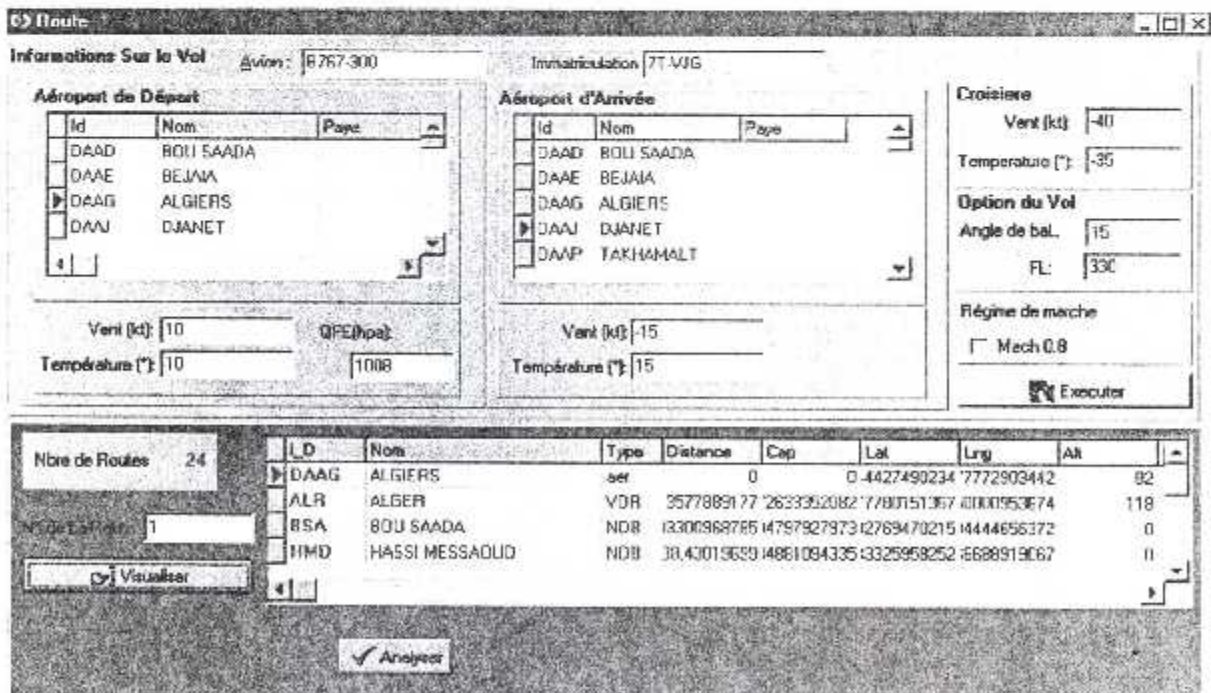 Route
Informations Sur le Vol Avion : B767-300 Immatriculation 7T-VJG
Aéroport de Départ
Id Nom Pays
DAAD BOU SAADA
DAAE BEJAIA
DAAG ALGIERS
DAAJ DJANET
Vent (kt): 10 QFE(hpa):
Température (°): 10 1008
Aéroport d'Arrivée
Id Nom Pays
DAAD BOU SAADA
DAAE BEJAIA
DAAG ALGIERS
DAAJ DJANET
DAAP TAKHAMALT
Vent (kt): -15
Température (°): 15
Croisiere
Vent (kt): -40
Temperature (°): -35
Option du Vol
Angle de bal.. 15
FL: 330
Régime de marche
Mach 0.8
Executer
Nbre de Routes 24
N° de La Route 1
Visualiser
I_D Nom Type Distance Cap Lat Lng Alt
DAAG ALGIERS aer 0 0 82
ALR ALGER VOR 118
BSA BOU SAADA NDB 0
HMD HASSI MESSAOUD NDB 0
Analyser